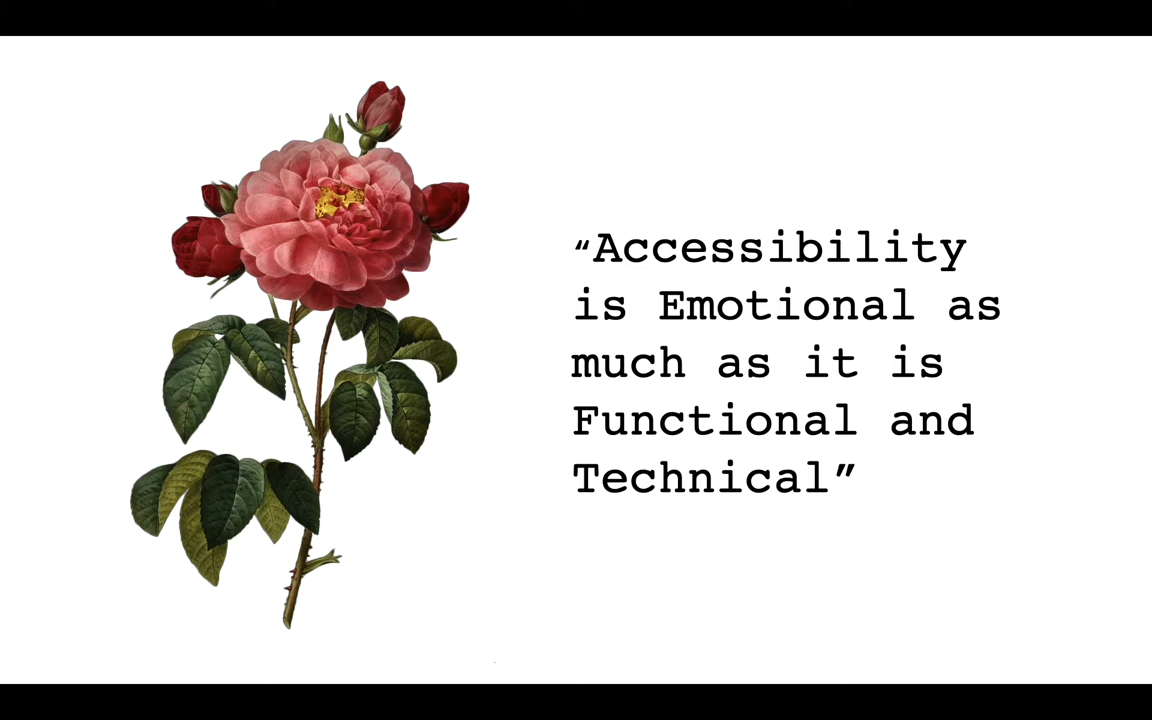 “Accessibility
is Emotional as
much as it is
Functional and
Technical”